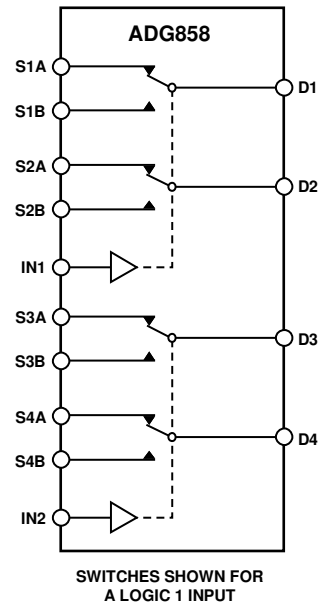 ADG858
S1A
D1
S1B
S2A
D2
S2B
IN1
S3A
D3
S3B
S4A
D4
S4B
IN2
SWITCHES SHOWN FOR
A LOGIC 1 INPUT